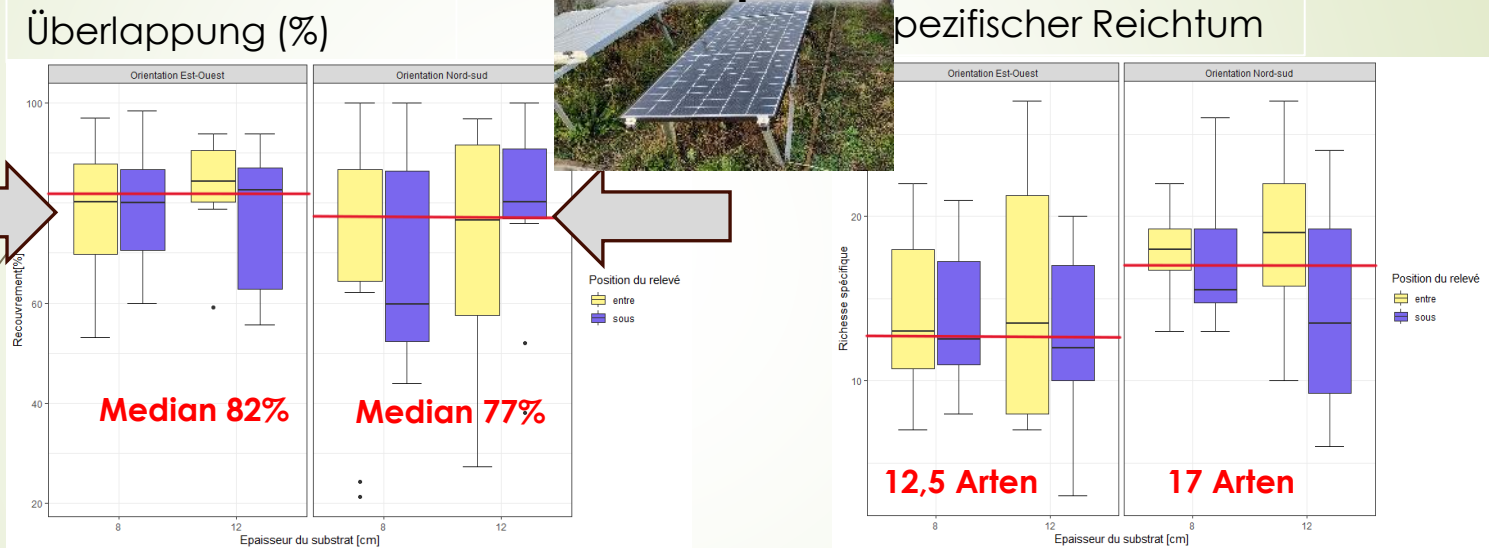 Überlappung (%)
Orientation Est-Ouest
Orientation Nord-sud
100
60
40
20
Recouvrement[%]
Median 82%
Median 77%
8
12
8
12
Epaisseur du substrat [cm]
Position du relevé
entre
sous
pezifischer Reichtum
Orientation Est-Ouest
Orientation Nord-sud
20
10
Richesse spécifique
12,5 Arten
17 Arten
8
12
8
12
Epaisseur du substrat [cm]
Position du relevé
entre
sous